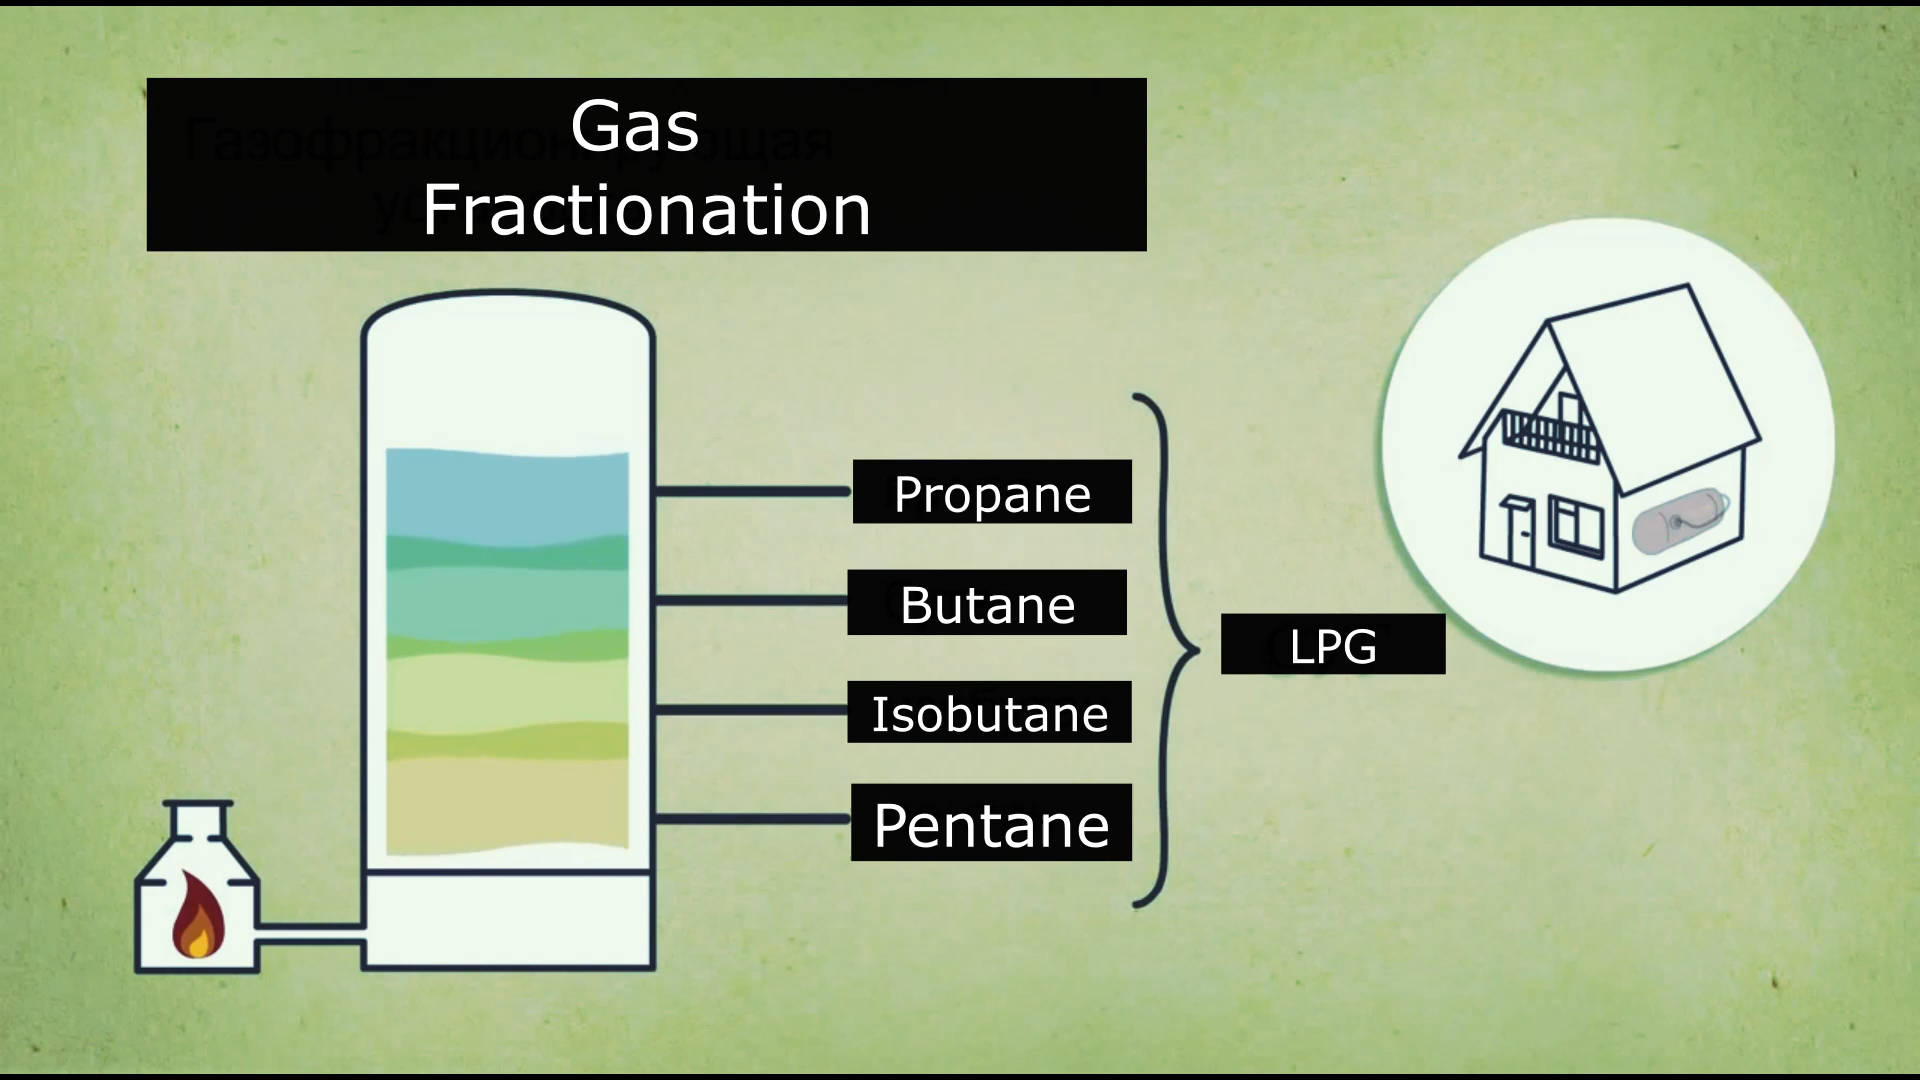 Gas
Fractionation
Propane
Butane
Isobutane
Pentane
LPG